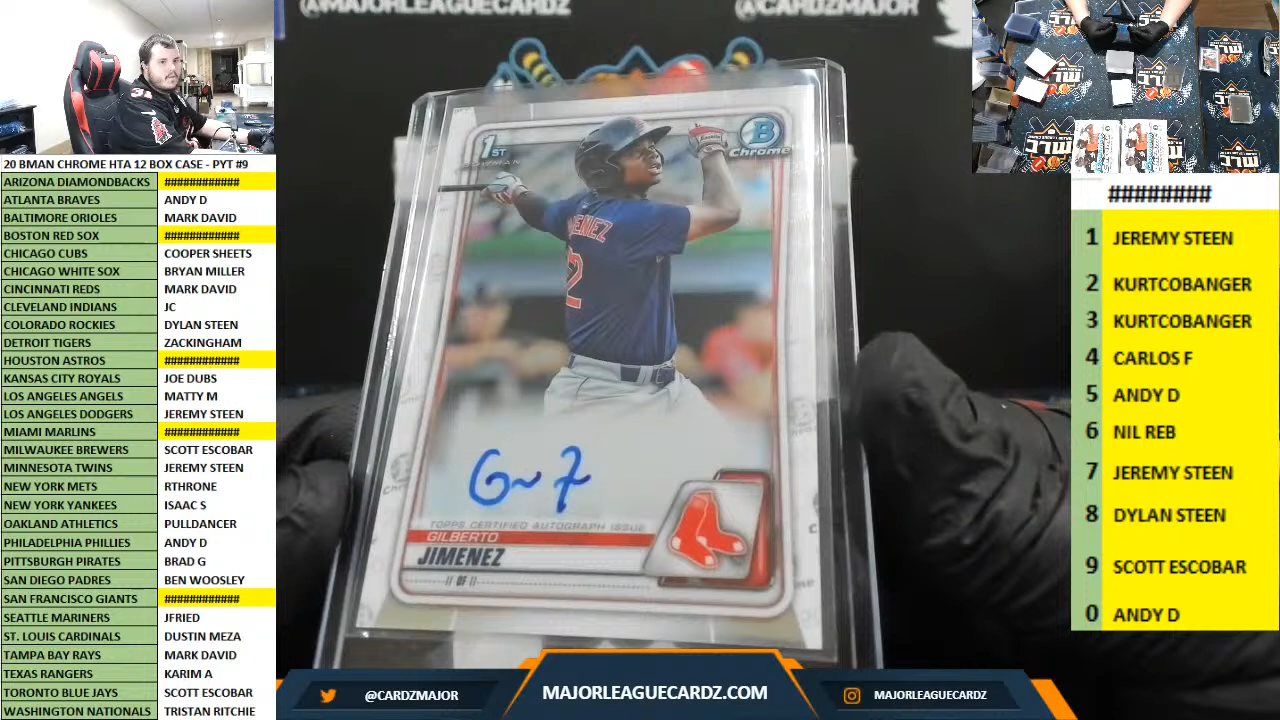 @MAJORLEAGUECARDZ
@CARDZMAJOR
31
20 BMAN CHROME HTA 12 BOX CASE - PYT #9
ARIZONA DIAMONDBACKS ############
ATLANTA BRAVES ANDY D
BALTIMORE ORIOLES MARK DAVID
BOSTON RED SOX ############
CHICAGO CUBS COOPER SHEETS
CHICAGO WHITE SOX BRYAN MILLER
CINCINNATI REDS MARK DAVID
CLEVELAND INDIANS JC
COLORADO ROCKIES DYLAN STEEN
DETROIT TIGERS ZACKINGHAM
HOUSTON ASTROS ############
KANSAS CITY ROYALS JOE DUBS
LOS ANGELES ANGELS MATTY M
LOS ANGELES DODGERS JEREMY STEEN
MIAMI MARLINS ############
MILWAUKEE BREWERS SCOTT ESCOBAR
MINNESOTA TWINS JEREMY STEEN
NEW YORK METS RTHRONE
NEW YORK YANKEES ISAAC S
OAKLAND ATHLETICS PULLDANCER
PHILADELPHIA PHILLIES ANDY D
PITTSBURGH PIRATES BRAD G
SAN DIEGO PADRES BEN WOOSLEY
SAN FRANCISCO GIANTS ############
SEATTLE MARINERS JFRIED
ST. LOUIS CARDINALS DUSTIN MEZA
TAMPA BAY RAYS MARK DAVID
TEXAS RANGERS KARIM A
TORONTO BLUE JAYS SCOTT ESCOBAR
WASHINGTON NATIONALS TRISTAN RITCHIE
1ST
BOWMAN
B
Chrome
JIMENEZ
2
TOPPS CERTIFIED AUTOGRAPH ISSUE
GILBERTO
JIMENEZ
########
1 JEREMY STEEN
2 KURTCOBANGER
3 KURTCOBANGER
4 CARLOS F
5 ANDY D
6 NIL REB
7 JEREMY STEEN
8 DYLAN STEEN
9 SCOTT ESCOBAR
0 ANDY D
@CARDZMAJOR
MAJORLEAGUECARDZ.COM
MAJORLEAGUECARDZ